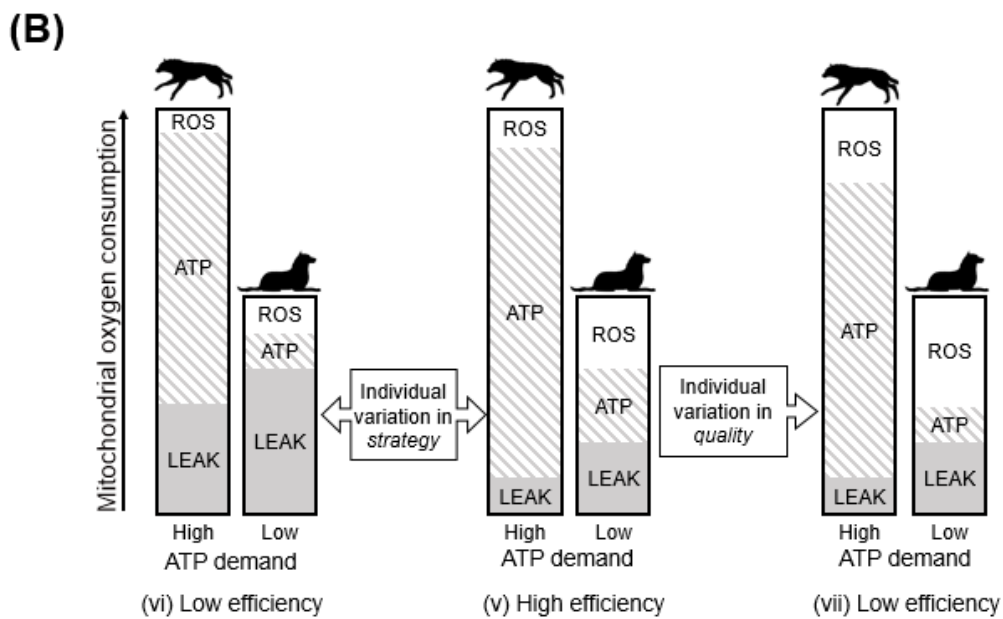 (B)
Mitochondrial oxygen consumption
ROS
ATP
LEAK
ROS
ATP
LEAK
High
Low
ATP demand
(vi) Low efficiency
Individual
variation in
strategy
ROS
ATP
LEAK
ROS
ATP
LEAK
High
Low
ATP demand
(v) High efficiency
Individual
variation in
quality
ROS
ATP
LEAK
ROS
ATP
LEAK
High
Low
ATP demand
(vii) Low efficiency